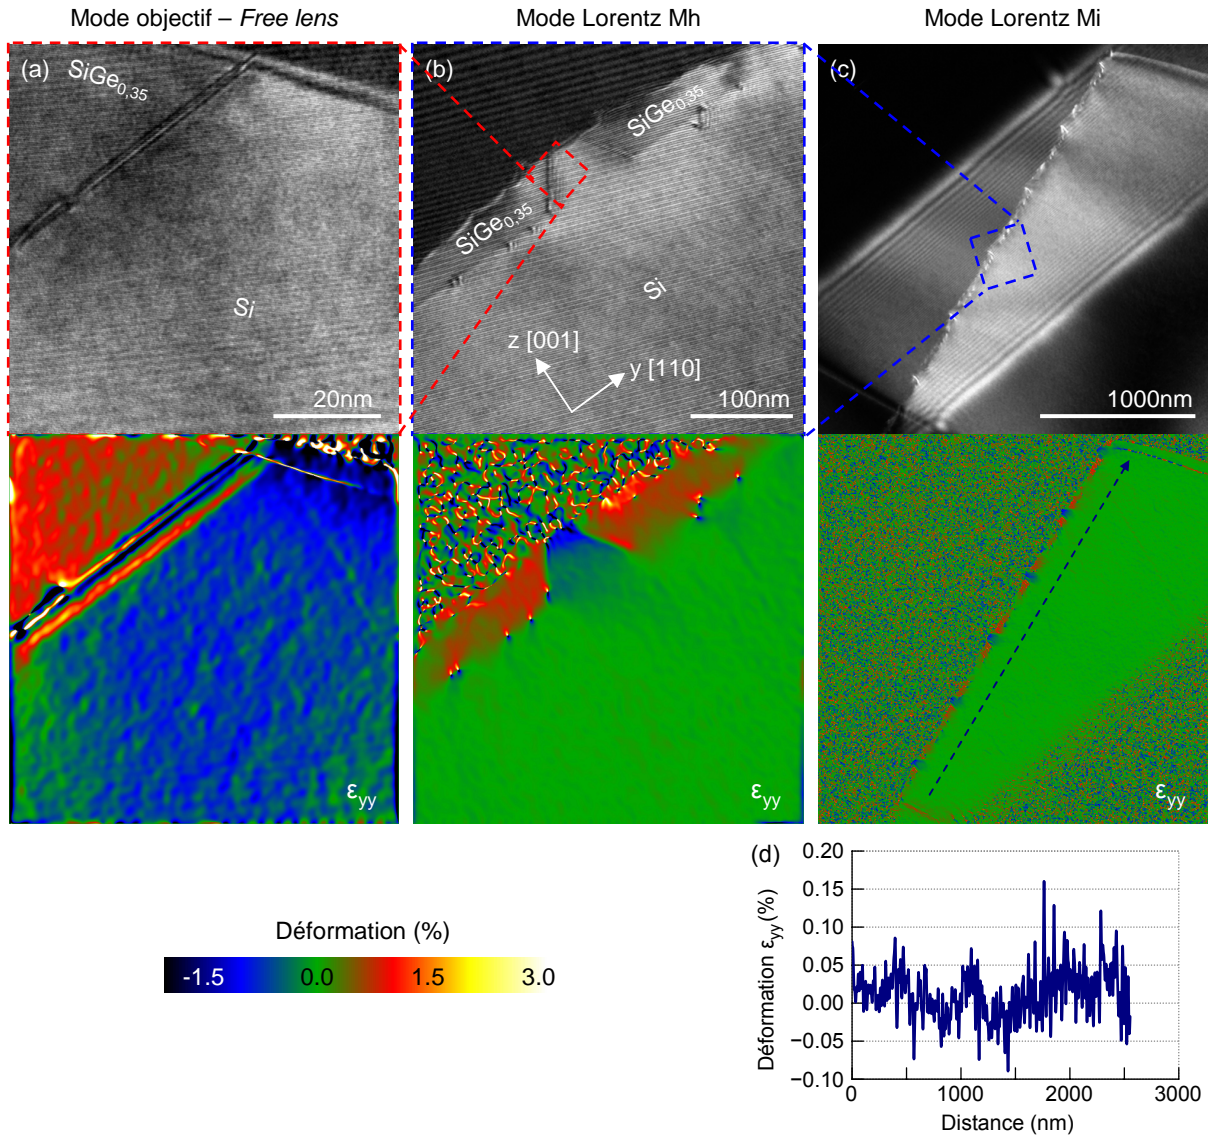 Mode objectif – Free lens
Mode Lorentz Mh
Mode Lorentz Mi
(a)
SiGe0,35
Si
20nm
(b)
SiGe0,35
SiGe0,35
Si
z [001]
y [110]
100nm
(c)
1000nm
εyy
εyy
εyy
Déformation (%)
-1.5 0.0 1.5 3.0
(d)
Déformation εyy (%)
0.20
0.15
0.10
0.05
0.00
−0.05
−0.10
0 1000 2000 3000
Distance (nm)